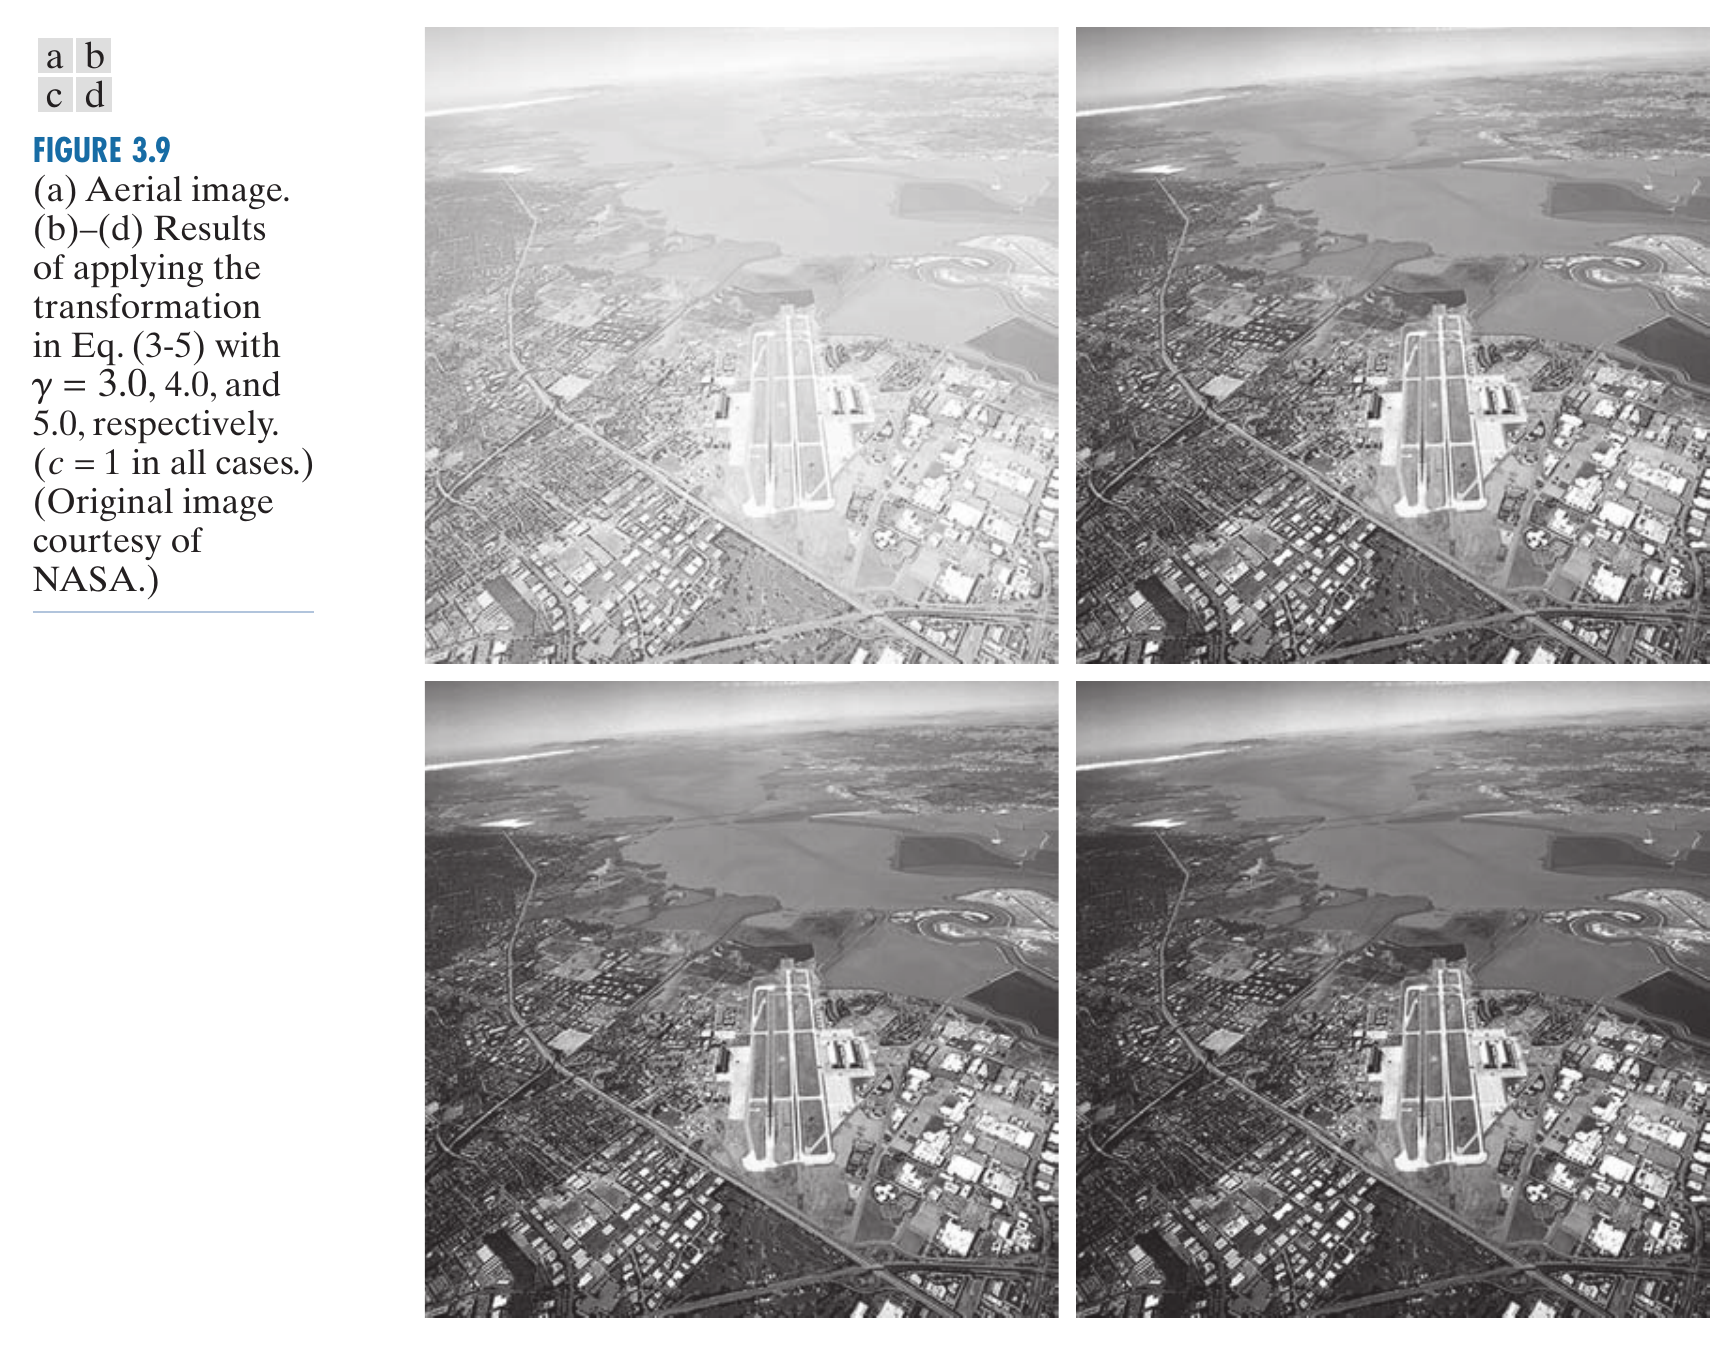 a b
c d
FIGURE 3.9
(a) Aerial image.
(b)–(d) Results
of applying the
transformation
in Eq. (3-5) with
γ = 3.0, 4.0, and
5.0, respectively.
(c = 1 in all cases.)
(Original image
courtesy of
NASA.)